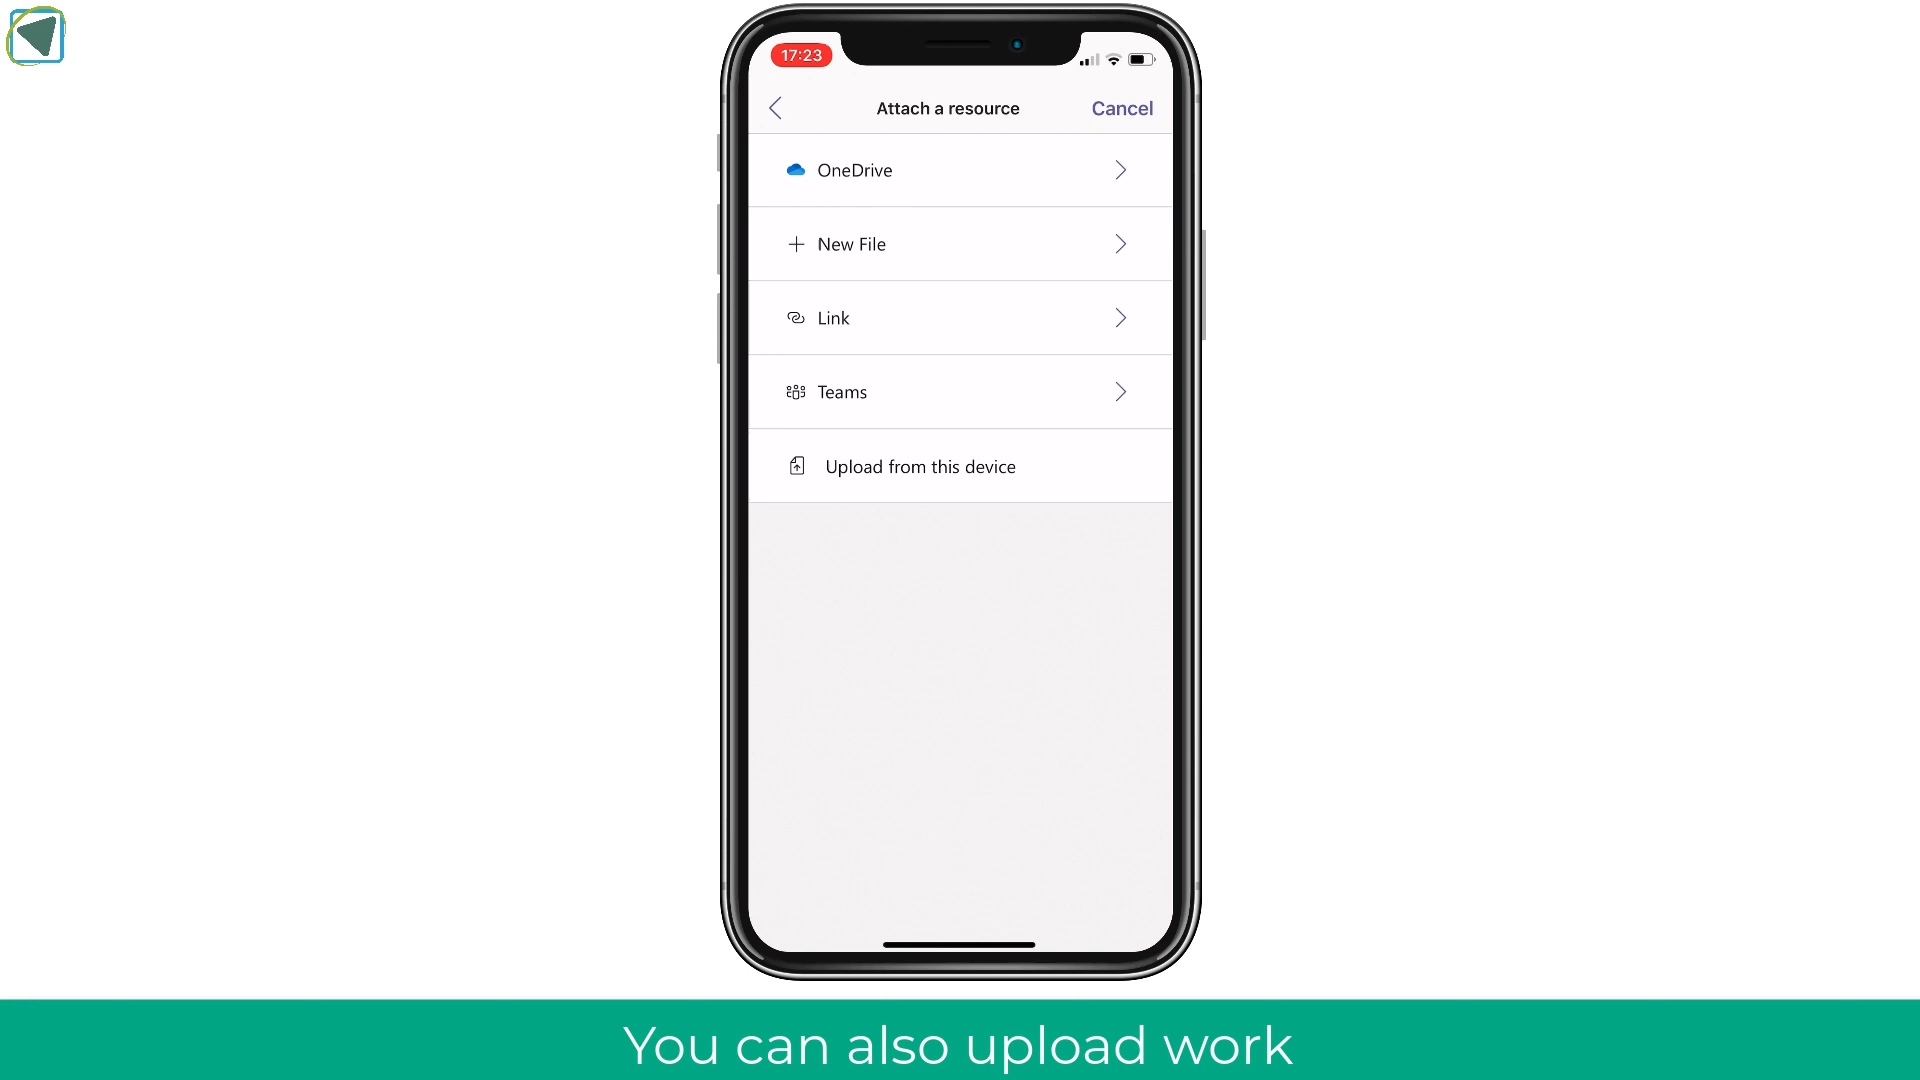 17:23
Attach a resource
Cancel
OneDrive
New File
Link
Teams
Upload from this device
You can also upload work